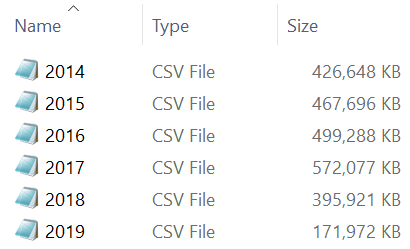 Name Type Size
2014 CSV File 426,648 KB
2015 CSV File 467,696 KB
2016 CSV File 499,288 KB
2017 CSV File 572,077 KB
2018 CSV File 395,921 KB
2019 CSV File 171,972 KB